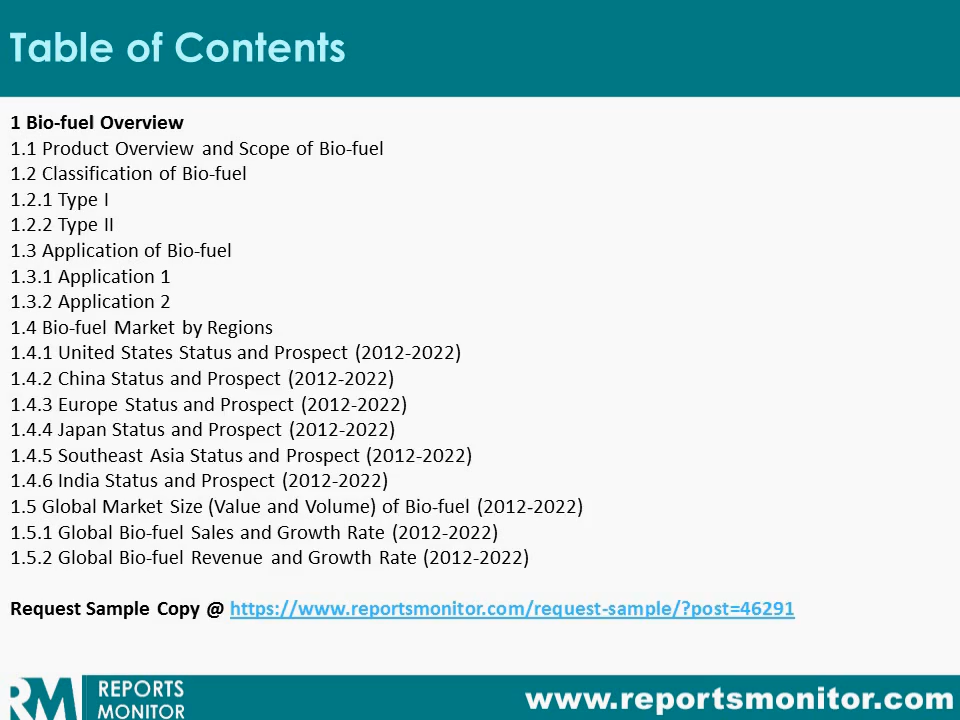 Table of Contents
1 Bio-fuel Overview
1.1 Product Overview and Scope of Bio-fuel
1.2 Classification of Bio-fuel
1.2.1 Type I
1.2.2 Type II
1.3 Application of Bio-fuel
1.3.1 Application 1
1.3.2 Application 2
1.4 Bio-fuel Market by Regions
1.4.1 United States Status and Prospect (2012-2022)
1.4.2 China Status and Prospect (2012-2022)
1.4.3 Europe Status and Prospect (2012-2022)
1.4.4 Japan Status and Prospect (2012-2022)
1.4.5 Southeast Asia Status and Prospect (2012-2022)
1.4.6 India Status and Prospect (2012-2022)
1.5 Global Market Size (Value and Volume) of Bio-fuel (2012-2022)
1.5.1 Global Bio-fuel Sales and Growth Rate (2012-2022)
1.5.2 Global Bio-fuel Revenue and Growth Rate (2012-2022)
Request Sample Copy @ https://www.reportsmonitor.com/request-sample/?post=46291
RM
REPORTS
MONITOR
www.reportsmonitor.com